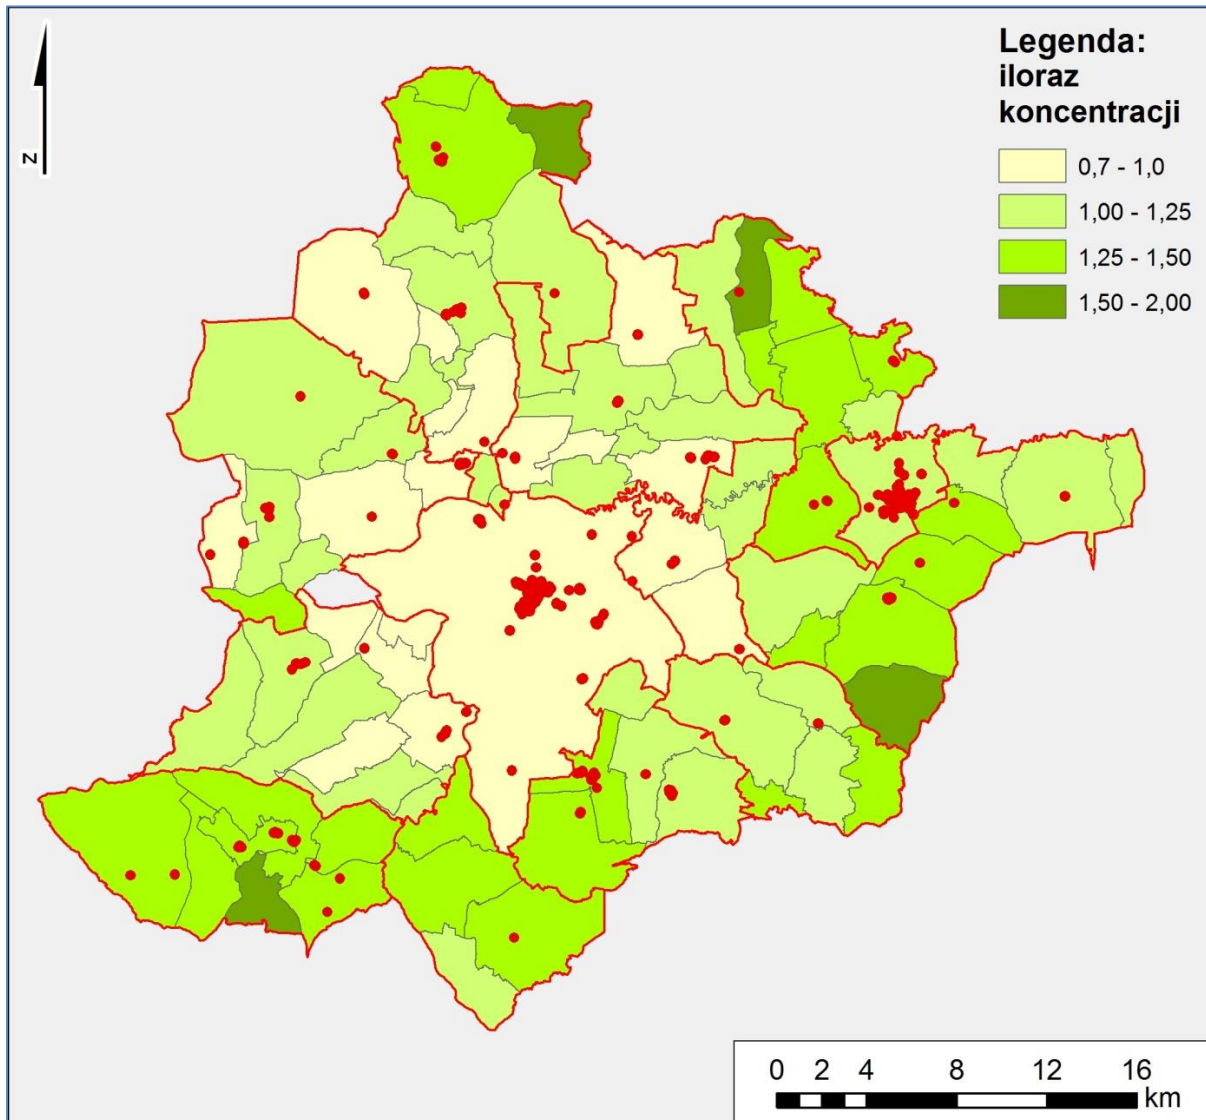 Legenda:
iloraz
koncentracji
0,7 - 1,0
1,00 - 1,25
1,25 - 1,50
1,50 - 2,00
N
0 2 4 8 12 16
km